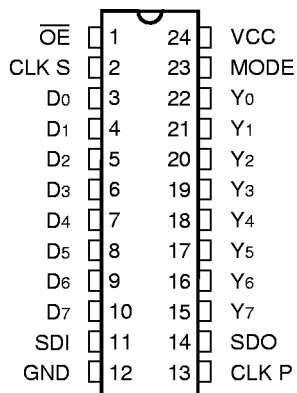 OE 1 24 VCC
CLK S 2 23 MODE
D0 3 22 Y0
D1 4 21 Y1
D2 5 20 Y2
D3 6 19 Y3
D4 7 18 Y4
D5 8 17 Y5
D6 9 16 Y6
D7 10 15 Y7
SDI 11 14 SDO
GND 12 13 CLK P